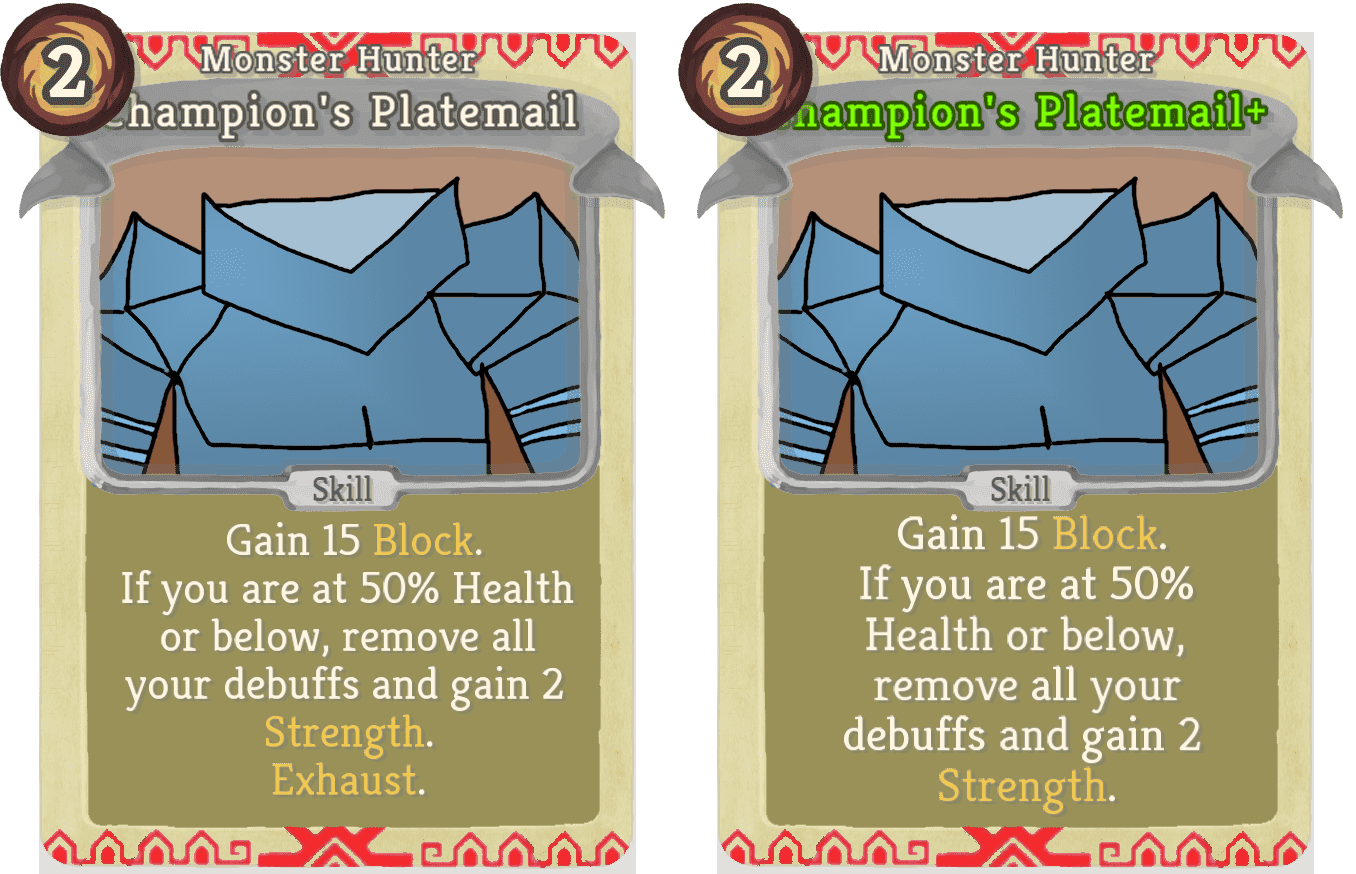 2
Monster Hunter
Champion's Platemail
Skill
Gain 15 Block.
If you are at 50% Health
or below, remove all
your debuffs and gain 2
Strength.
Exhaust.
2
Monster Hunter
Champion's Platemail+
Skill
Gain 15 Block.
If you are at 50%
Health or below,
remove all your
debuffs and gain 2
Strength.